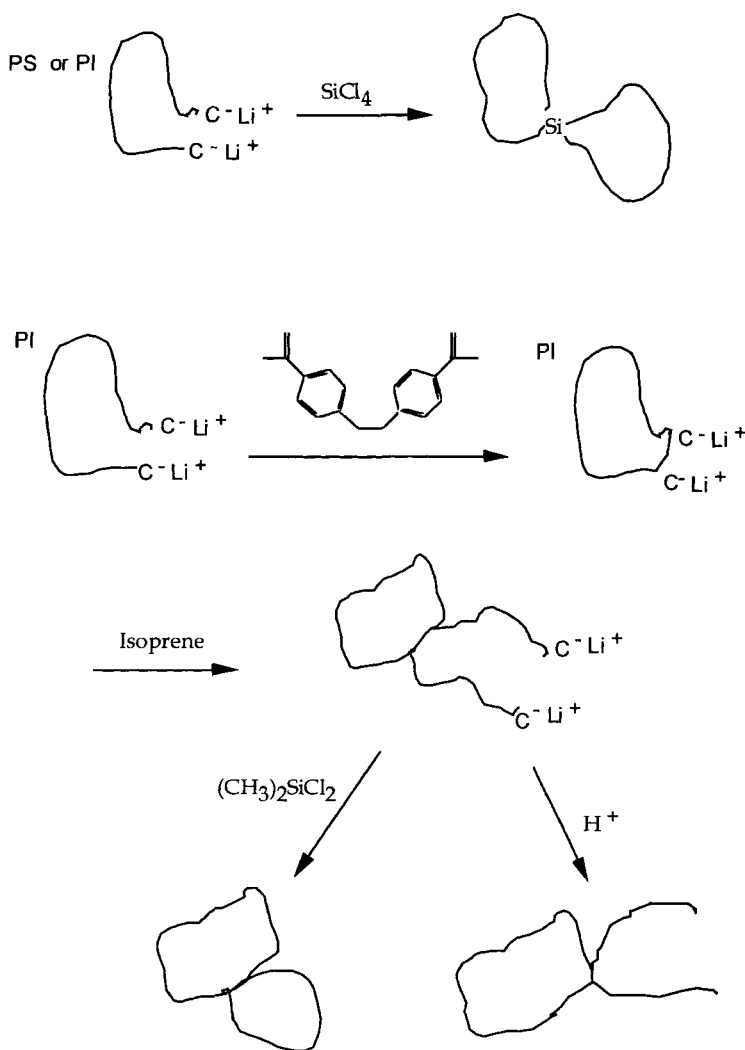 PS or PI
C⁻Li⁺
C⁻Li⁺
SiCl₄
Si
PI
C⁻Li⁺
C⁻Li⁺
PI
C⁻Li⁺
C⁻Li⁺
Isoprene
C⁻Li⁺
C⁻Li⁺
(CH₃)₂SiCl₂
H⁺